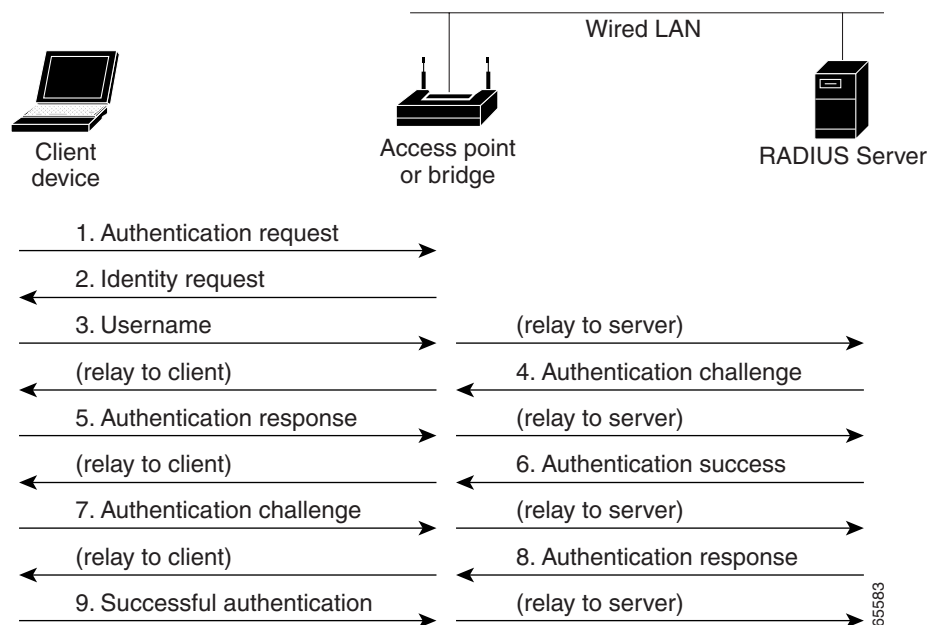 Wired LAN
Client
device
Access point
or bridge
RADIUS Server
1. Authentication request
2. Identity request
3. Username
(relay to server)
(relay to client)
4. Authentication challenge
5. Authentication response
(relay to server)
(relay to client)
6. Authentication success
7. Authentication challenge
(relay to server)
(relay to client)
8. Authentication response
9. Successful authentication
(relay to server)
65583